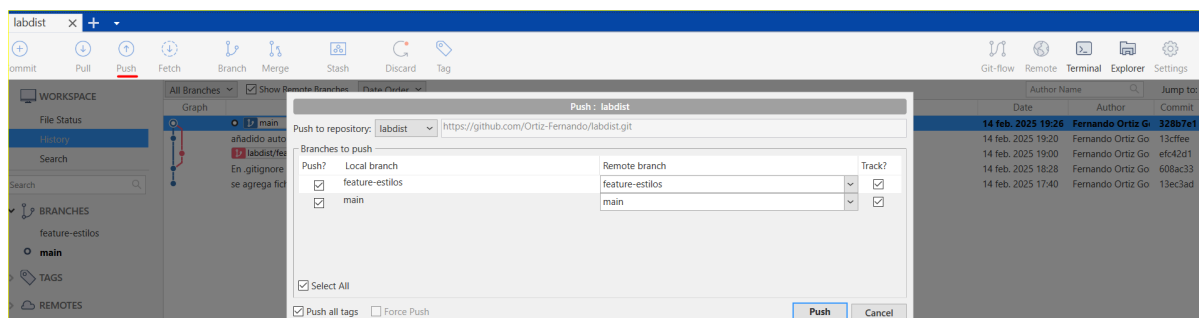 labdist
ommit Pull Push Fetch Branch Merge Stash Discard Tag Git-flow Remote Terminal Explorer Settings
WORKSPACE
File Status
History
Search
Search
BRANCHES
feature-estilos
main
TAGS
REMOTES
All Branches Show Remote Branches Date Order Author Name Jump to:
Graph Date Author Commit
main 14 feb. 2025 19:26 Fernando Ortiz G 328b7e1
añadido auto 14 feb. 2025 19:20 Fernando Ortiz Go 13cffee
labdist/fea 14 feb. 2025 19:00 Fernando Ortiz Go efc42d1
En .gitignore 14 feb. 2025 18:28 Fernando Ortiz Go 608ac33
se agrega fich 14 feb. 2025 17:40 Fernando Ortiz Go 13ec3ad
Push : labdist
Push to repository: labdist https://github.com/Ortiz-Fernando/labdist.git
Branches to push
Push? Local branch Remote branch Track?
feature-estilos feature-estilos
main main
Select All
Push all tags Force Push Push Cancel